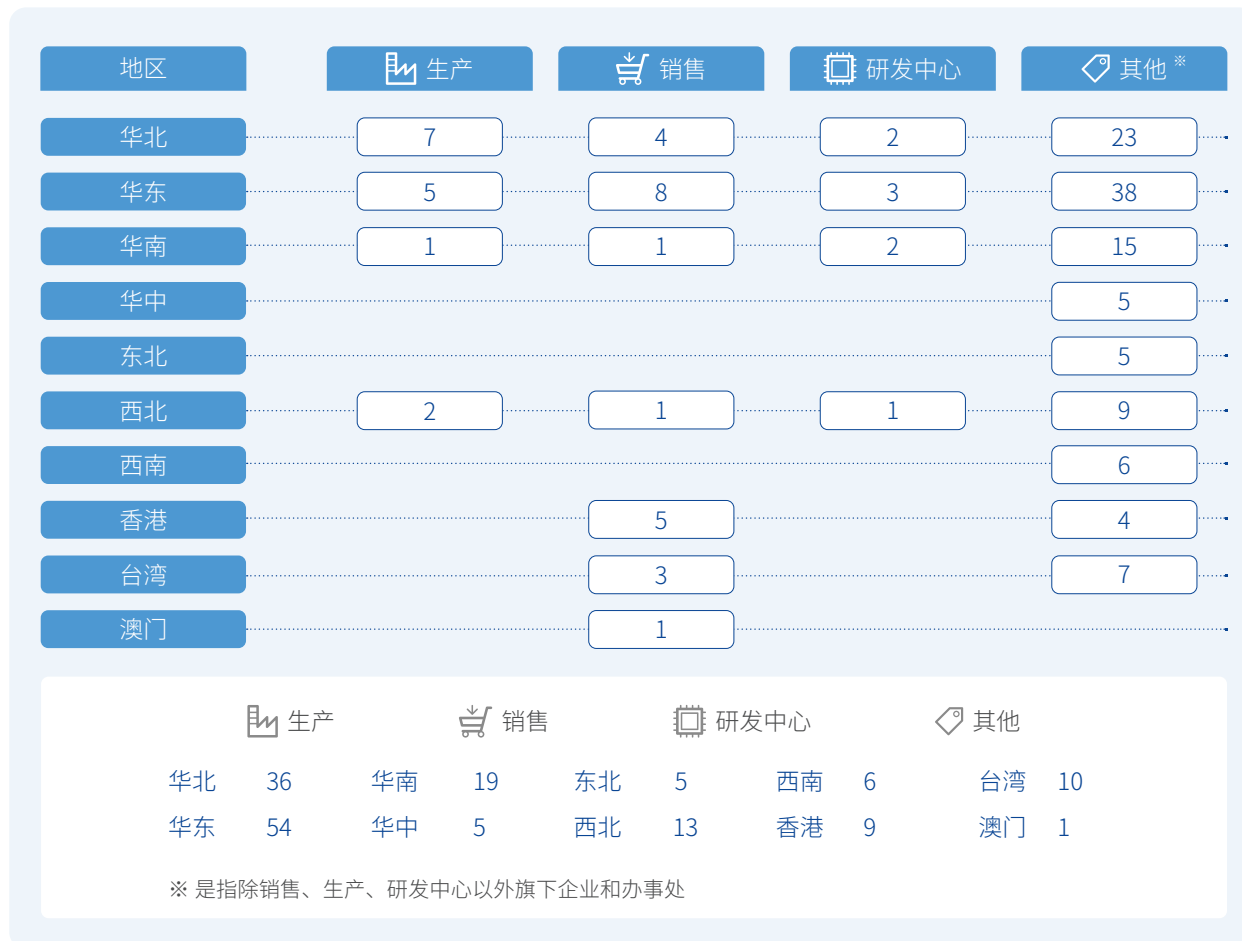 地区 生产 销售 研发中心 其他 ※
华北 7 4 2 23
华东 5 8 3 38
华南 1 1 2 15
华中 5
东北 5
西北 2 1 1 9
西南 6
香港 5 4
台湾 3 7
澳门 1
生产 销售 研发中心 其他
华北 36 华南 19 东北 5 西南 6 台湾 10
华东 54 华中 5 西北 13 香港 9 澳门 1
※ 是指除销售、生产、研发中心以外旗下企业和办事处